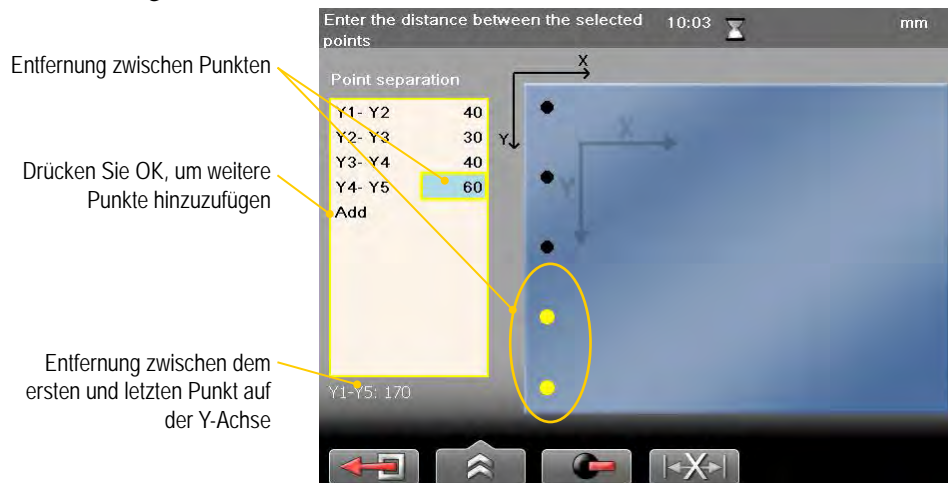 Enter the distance between the selected
points
10:03
mm
Entfernung zwischen Punkten
Point separation
X
Y1- Y2 40
Y2- Y3 30
Y3- Y4 40
Y4- Y5 60
Add
Y
X
Y
Drücken Sie OK, um weitere
Punkte hinzuzufügen
Entfernung zwischen dem
ersten und letzten Punkt auf
der Y-Achse
Y1-Y5: 170
X